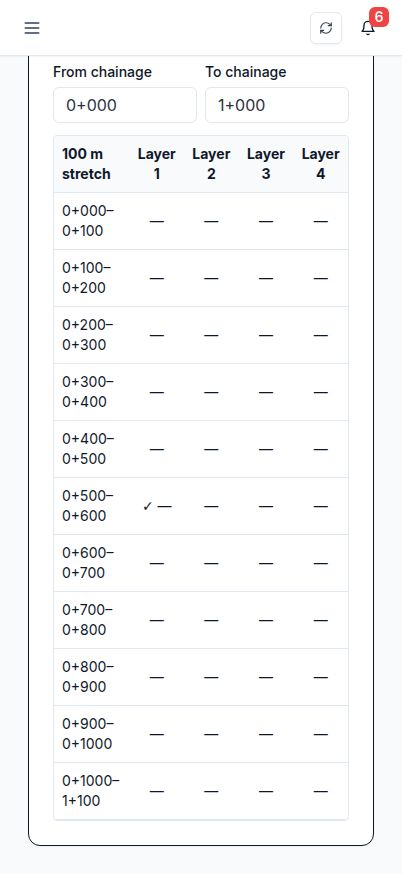 6
From chainage To chainage
0+000 1+000
100 m stretch Layer 1 Layer 2 Layer 3 Layer 4
0+000–0+100 — — — —
0+100–0+200 — — — —
0+200–0+300 — — — —
0+300–0+400 — — — —
0+400–0+500 — — — —
0+500–0+600 ✓ — — — —
0+600–0+700 — — — —
0+700–0+800 — — — —
0+800–0+900 — — — —
0+900–0+1000 — — — —
0+1000–1+100 — — — —